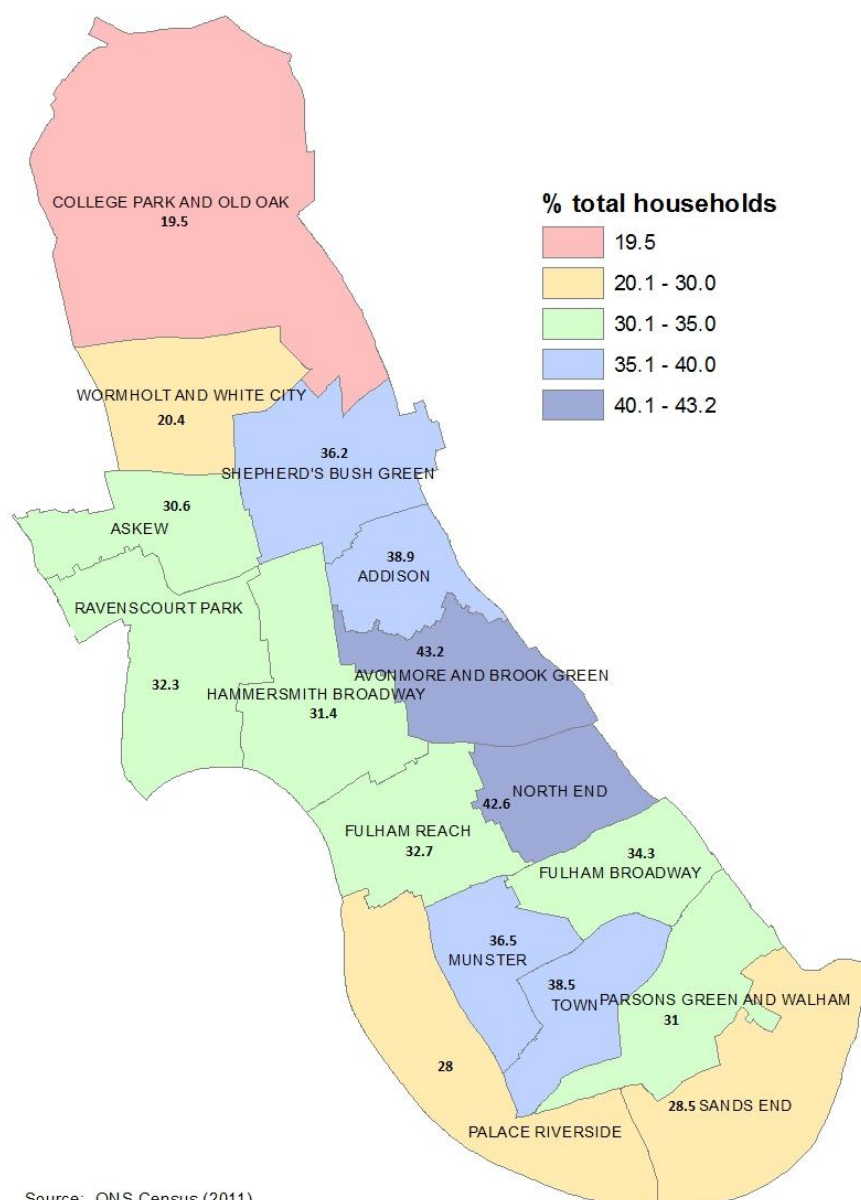 COLLEGE PARK AND OLD OAK
19.5
% total households
19.5
20.1 - 30.0
30.1 - 35.0
35.1 - 40.0
40.1 - 43.2
WORMHOLT AND WHITE CITY
20.4
36.2
SHEPHERD'S BUSH GREEN
30.6
ASKEW
38.9
ADDISON
RAVENSCOURT PARK
32.3
43.2
AVONMORE AND BROOK GREEN
HAMMERSMITH BROADWAY
31.4
42.6
NORTH END
FULHAM REACH
32.7
34.3
FULHAM BROADWAY
36.5
MUNSTER
38.5
TOWN
PARSONS GREEN AND WALHAM
31
28
PALACE RIVERSIDE
28.5 SANDS END
Source: ONS Census (2011)